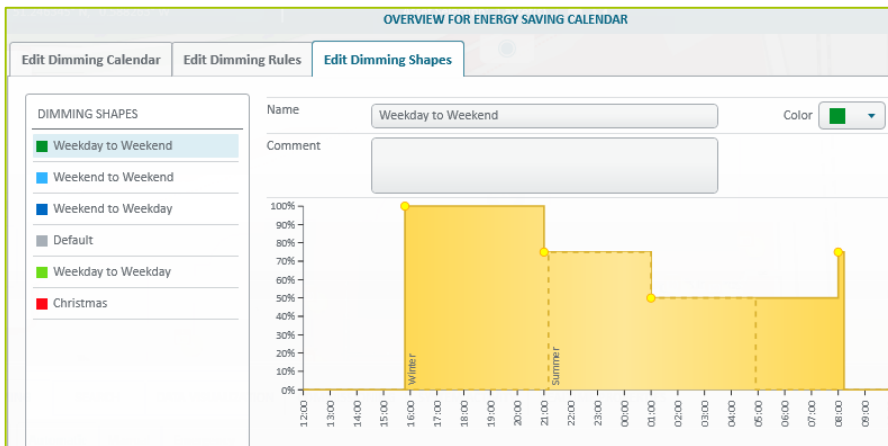 OVERVIEW FOR ENERGY SAVING CALENDAR
Edit Dimming Calendar
Edit Dimming Rules
Edit Dimming Shapes
DIMMING SHAPES
Weekday to Weekend
Weekend to Weekend
Weekend to Weekday
Default
Weekday to Weekday
Christmas
Name
Weekday to Weekend
Color
Comment
100%
90%
80%
70%
60%
50%
40%
30%
20%
10%
0%
Winter
Summer
12:00
13:00
14:00
15:00
16:00
17:00
18:00
19:00
20:00
21:00
22:00
23:00
00:00
01:00
02:00
03:00
04:00
05:00
06:00
07:00
08:00
09:00